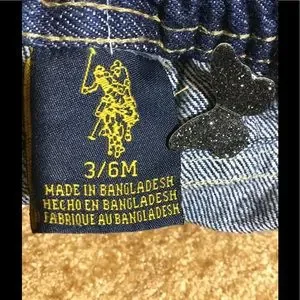 3/6M
MADE IN BANGLADESH
HECHO EN BANGLADESH
FABRIQUE AU BANGLADESH